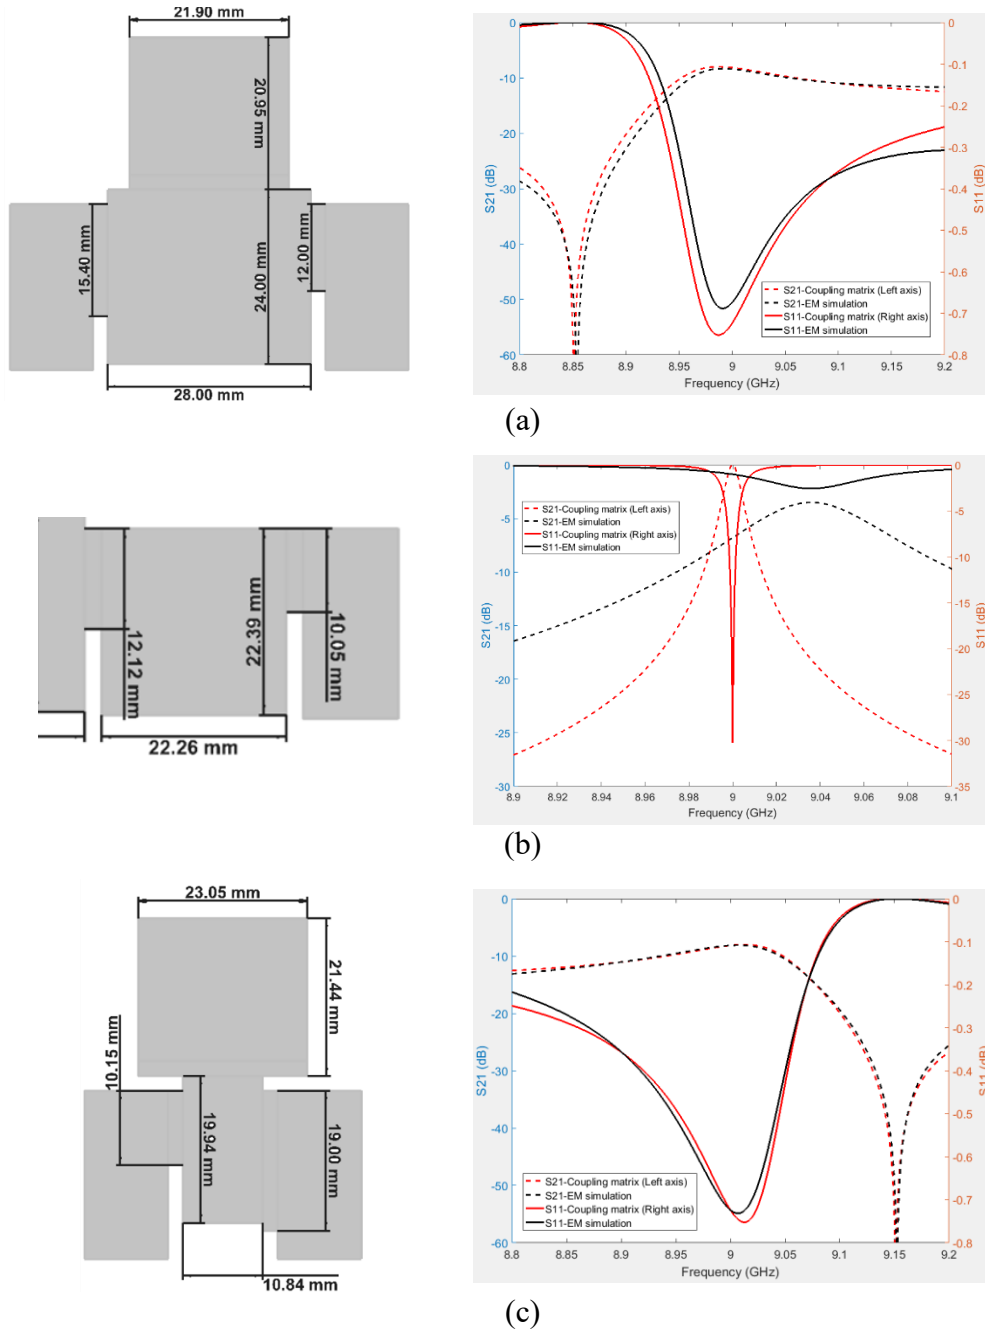 21.90 mm
20.95 mm
15.40 mm
24.00 mm
12.00 mm
28.00 mm
0
-10
-20
-30
-40
-50
-60
S21 (dB)
0
-0.1
-0.2
-0.3
-0.4
-0.5
-0.6
-0.7
-0.8
S11 (dB)
S21-Coupling matrix (Left axis)
S21-EM simulation
S11-Coupling matrix (Right axis)
S11-EM simulation
8.8 8.85 8.9 8.95 9 9.05 9.1 9.15 9.2
Frequency (GHz)
(a)
12.12 mm
22.39 mm
10.05 mm
22.26 mm
0
-5
-10
-15
-20
-25
-30
S21 (dB)
0
-5
-10
-15
-20
-25
-30
-35
S11 (dB)
S21-Coupling matrix (Left axis)
S21-EM simulation
S11-Coupling matrix (Right axis)
S11-EM simulation
8.9 8.92 8.94 8.96 8.98 9 9.02 9.04 9.06 9.08 9.1
Frequency (GHz)
(b)
23.05 mm
21.44 mm
10.15 mm
19.94 mm
19.00 mm
10.84 mm
0
-10
-20
-30
-40
-50
-60
S21 (dB)
0
-0.1
-0.2
-0.3
-0.4
-0.5
-0.6
-0.7
-0.8
S11 (dB)
S21-Coupling matrix (Left axis)
S21-EM simulation
S11-Coupling matrix (Right axis)
S11-EM simulation
8.8 8.85 8.9 8.95 9 9.05 9.1 9.15 9.2
Frequency (GHz)
(c)